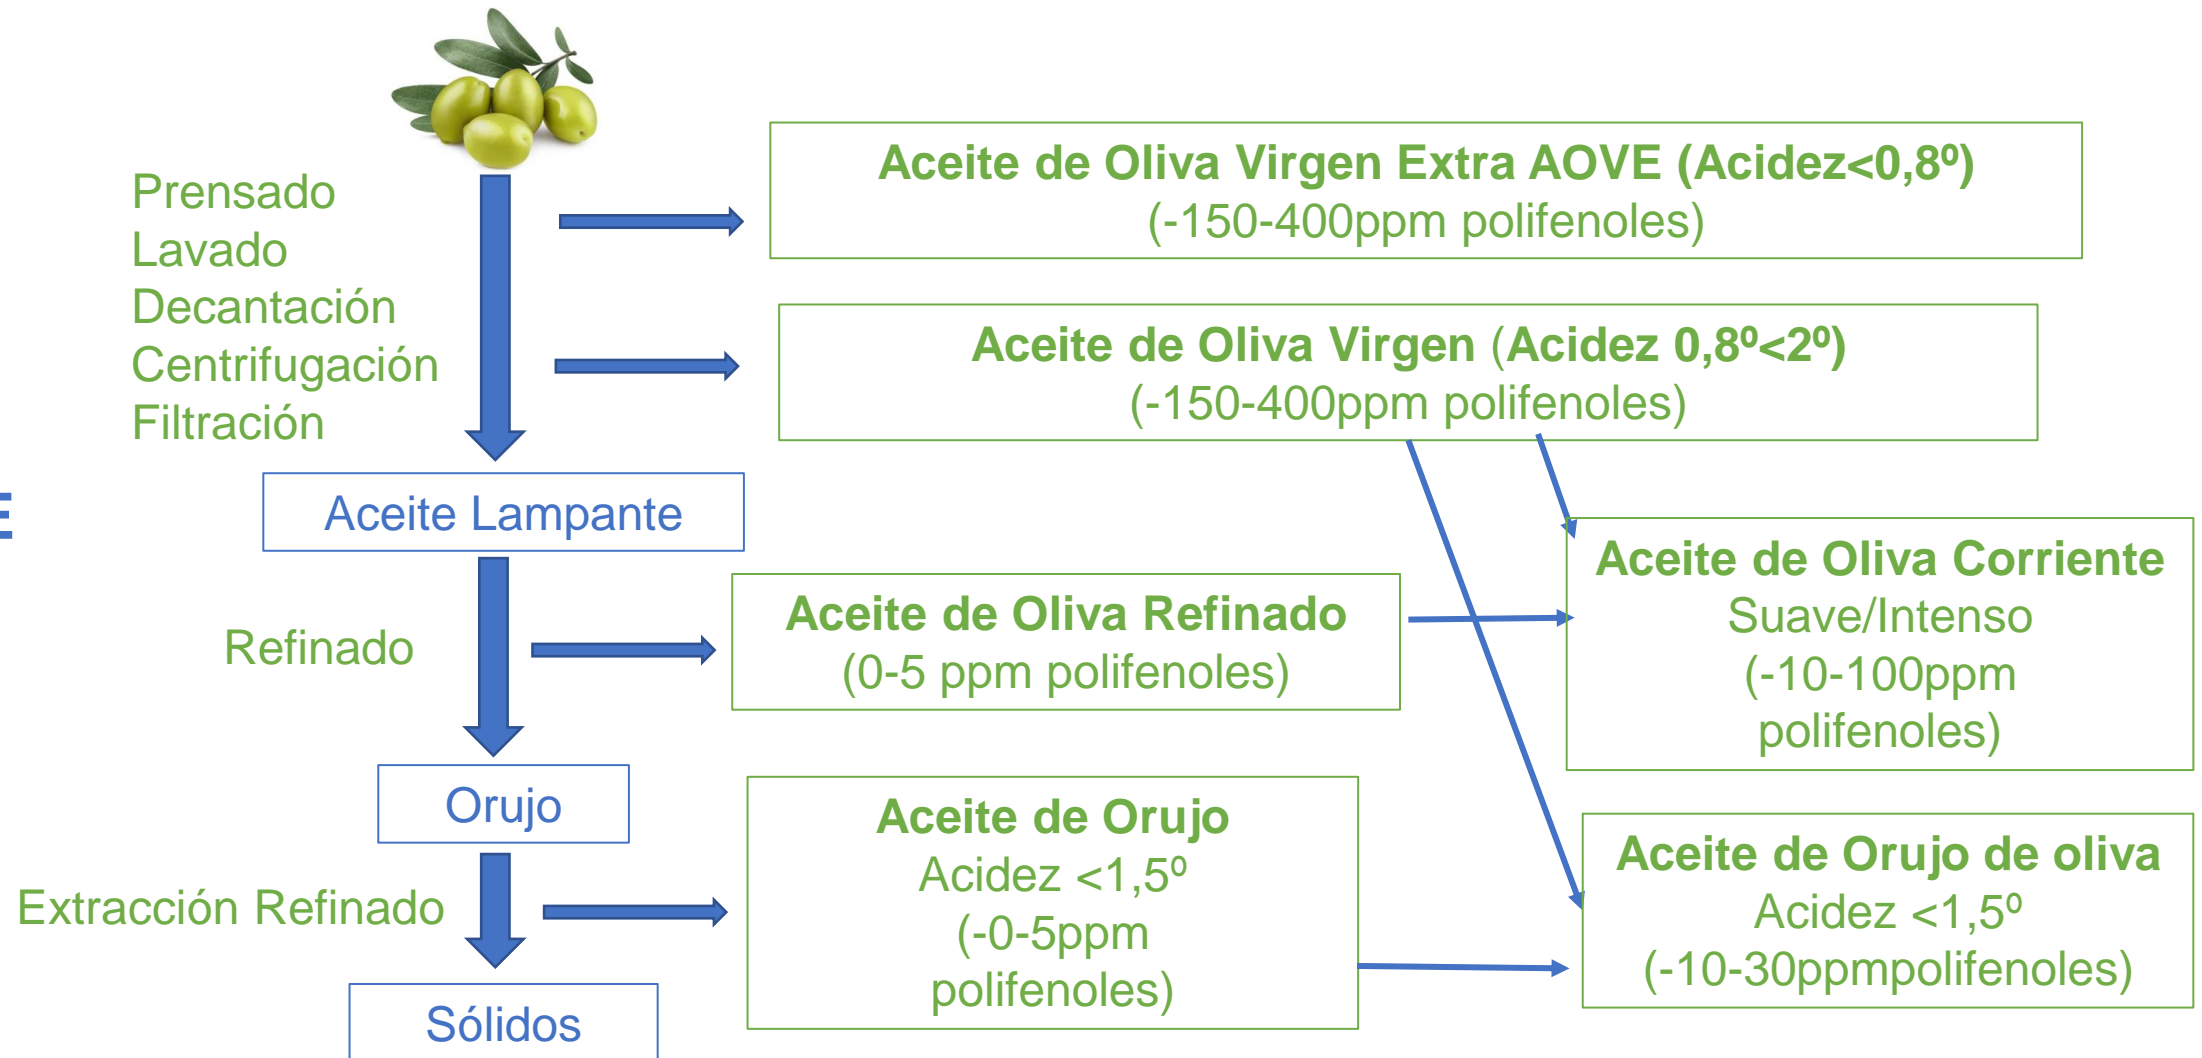 Prensado
Lavado
Decantación
Centrifugación
Filtración
Aceite de Oliva Virgen Extra AOVE (Acidez<0,8º)
(-150-400ppm polifenoles)
Aceite de Oliva Virgen (Acidez 0,8º<2º)
(-150-400ppm polifenoles)
E
Aceite Lampante
Refinado
Aceite de Oliva Refinado
(0-5 ppm polifenoles)
Aceite de Oliva Corriente
Suave/Intenso
(-10-100ppm
polifenoles)
Orujo
Extracción Refinado
Aceite de Orujo
Acidez <1,5º
(-0-5ppm
polifenoles)
Aceite de Orujo de oliva
Acidez <1,5º
(-10-30ppmpolifenoles)
Sólidos